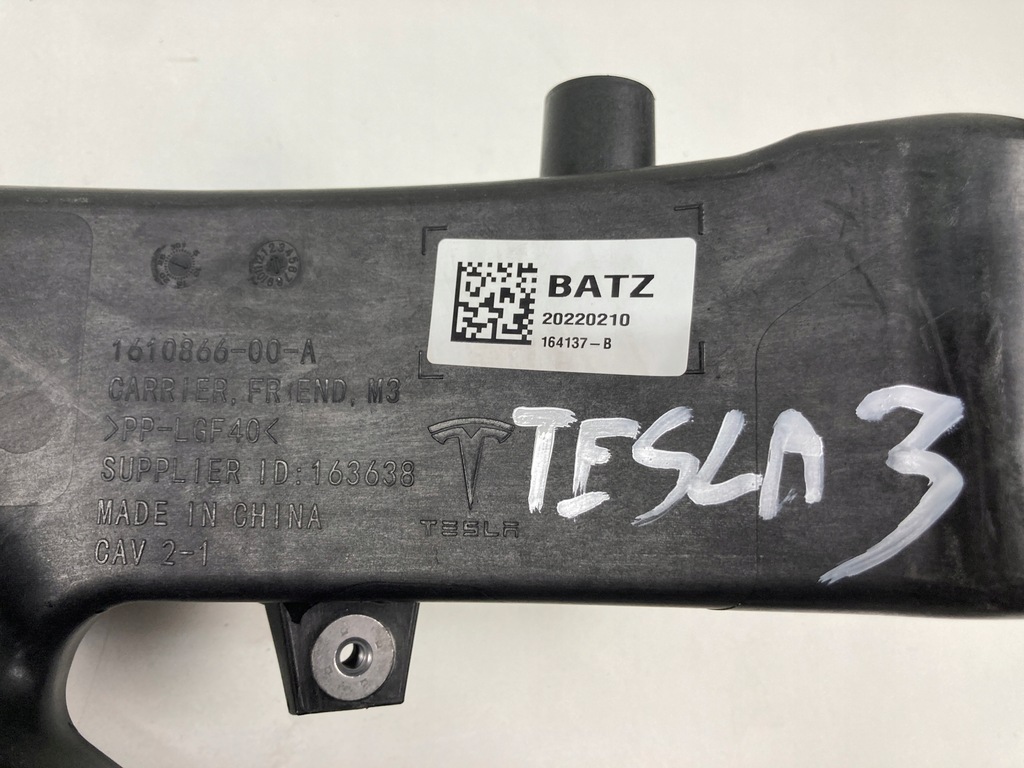 BATZ
20220210
164137-B
1610866-00-A
CARRIER, FR END, M3
>PP-LGF40<
SUPPLIER ID:163638
MADE IN CHINA
CAV 2-1
TESLA
TESLA 3